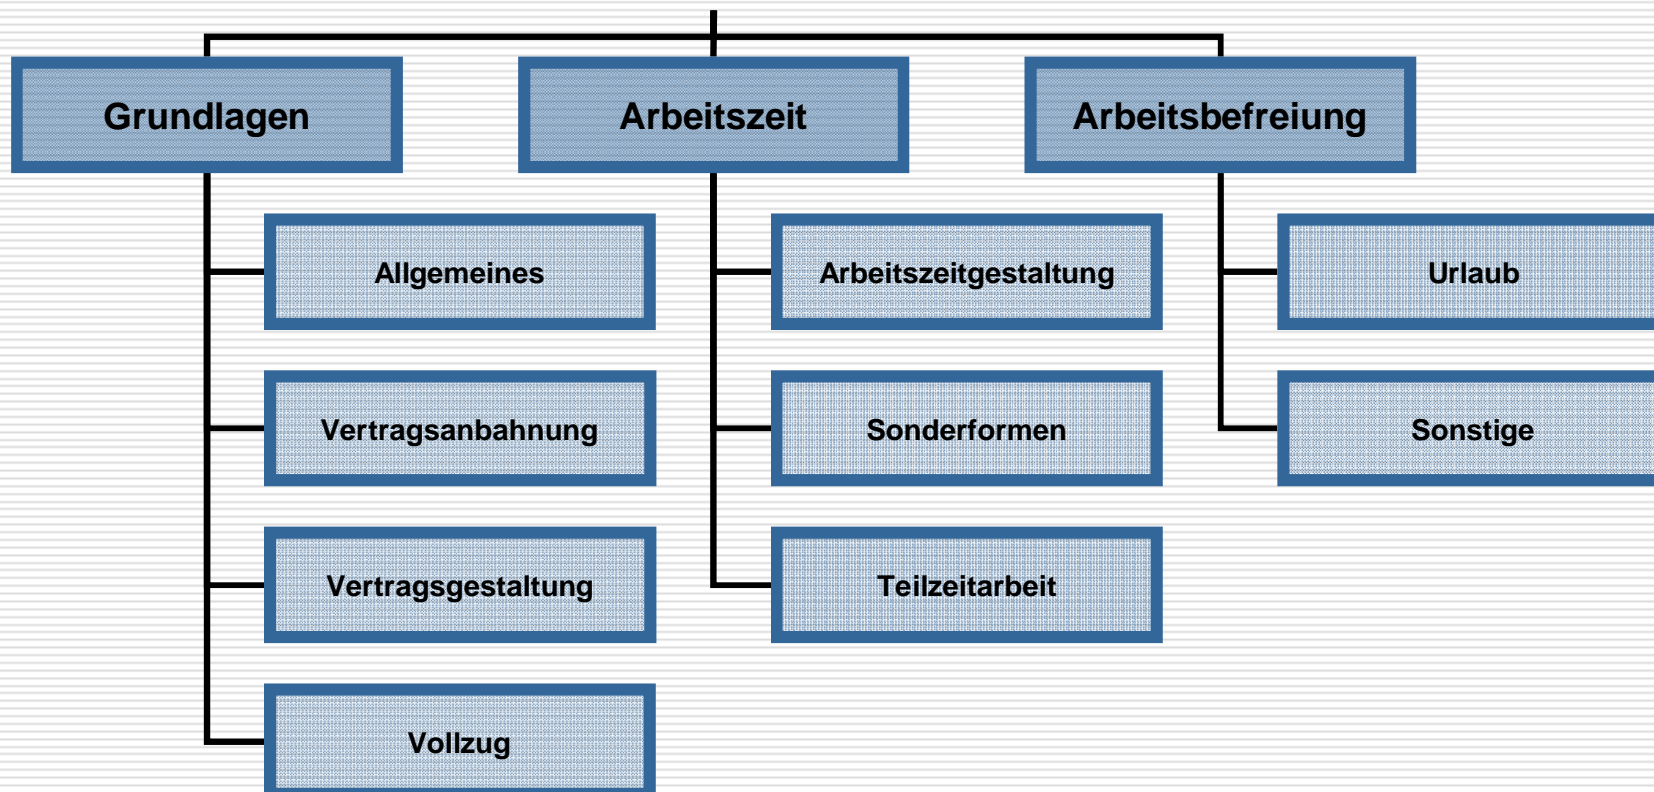 Grundlagen
Allgemeines
Vertragsanbahnung
Vertragsgestaltung
Vollzug
Arbeitszeit
Arbeitszeitgestaltung
Sonderformen
Teilzeitarbeit
Arbeitsbefreiung
Urlaub
Sonstige